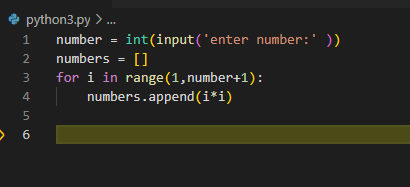 python3.py > ...
1 number = int(input('enter number:' ))
2 numbers = []
3 for i in range(1,number+1):
4     numbers.append(i*i)
5
6